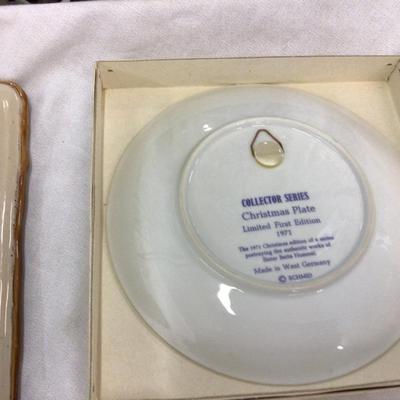 COLLECTOR SERIES
Christmas Plate
Limited First Edition
1971
The 1971 Christmas edition of a series
portraying the authentic works of
Sister Berta Hummel.
Made in West Germany
© SCHMID